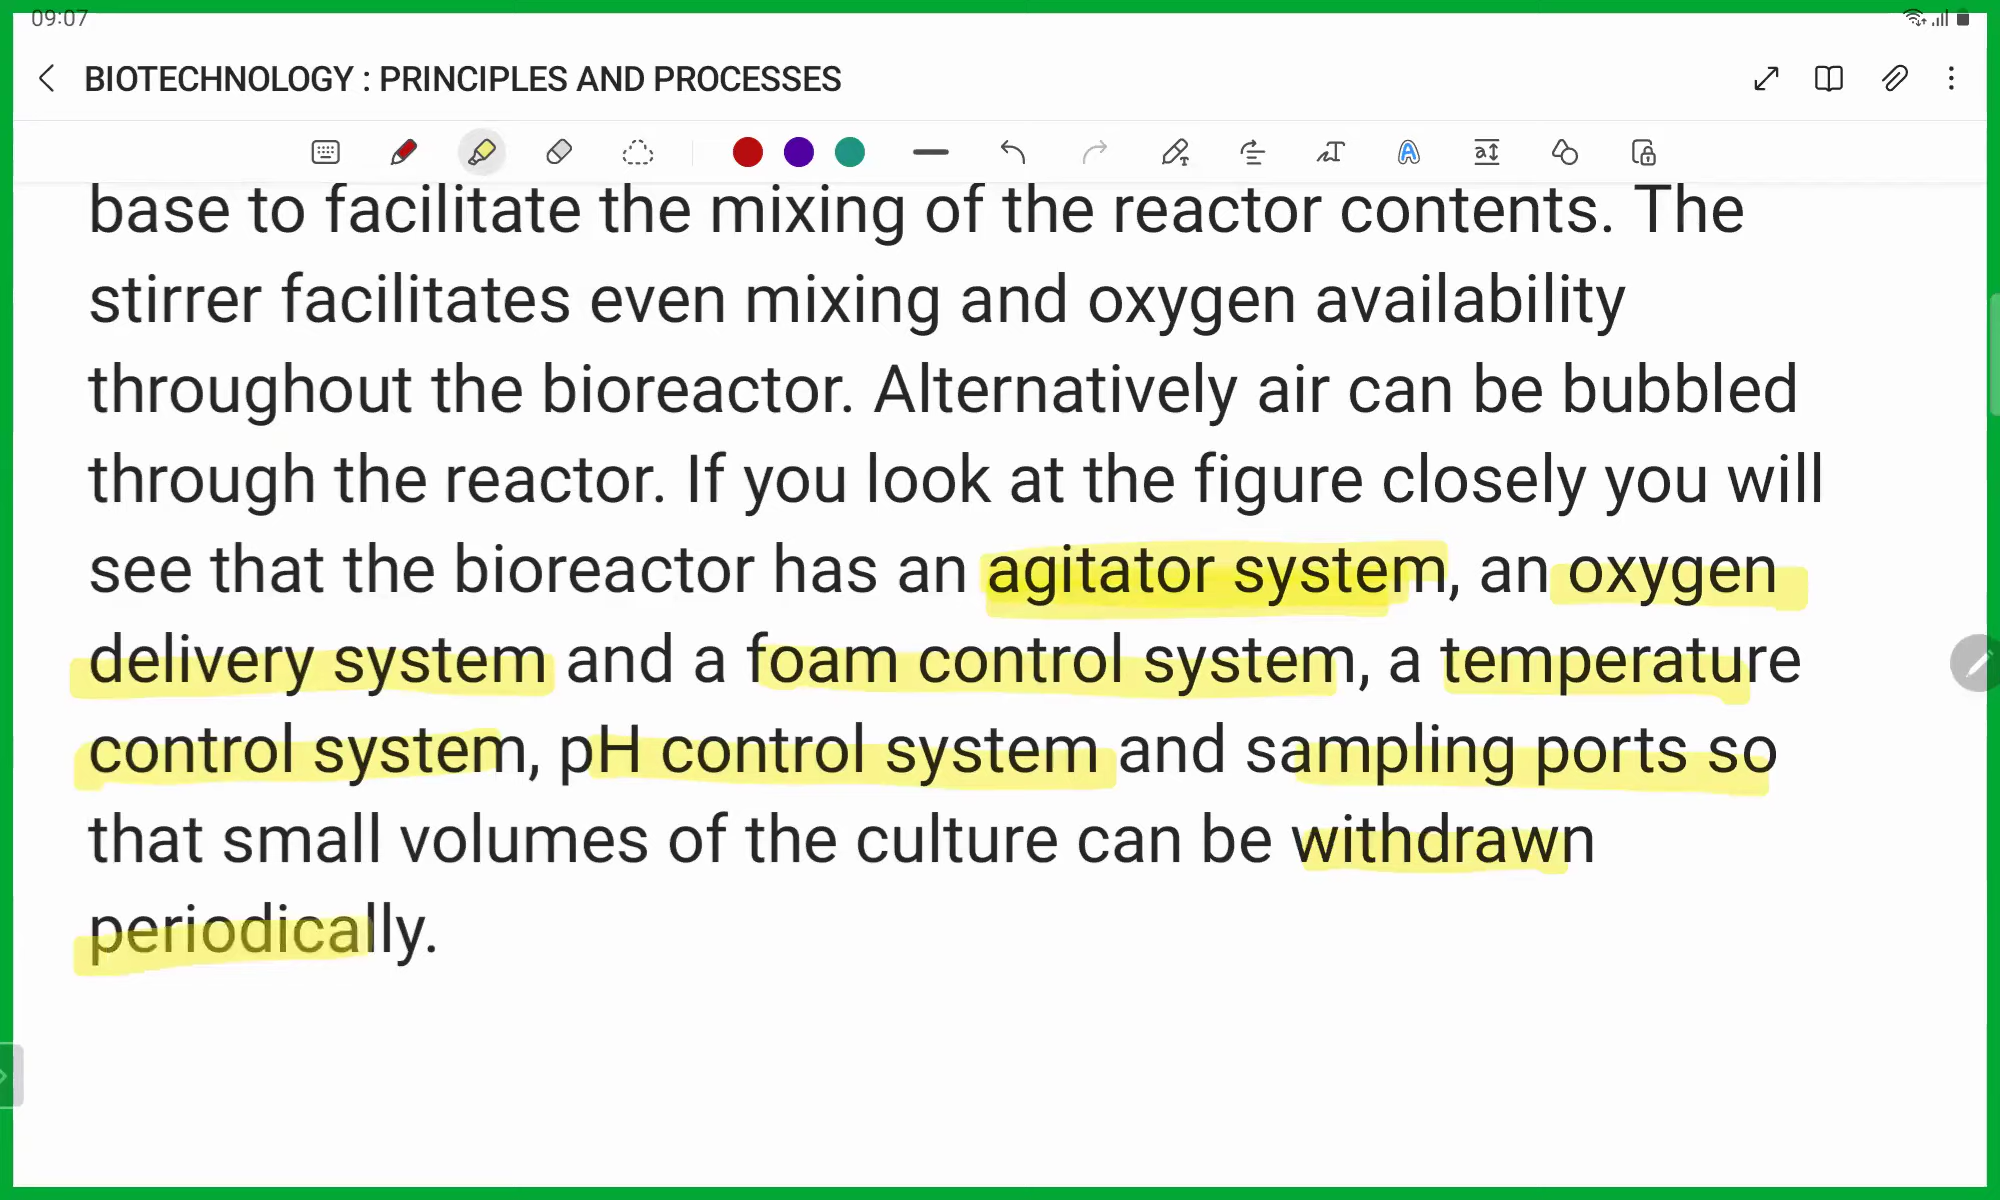 09:07
BIOTECHNOLOGY : PRINCIPLES AND PROCESSES
base to facilitate the mixing of the reactor contents. The
stirrer facilitates even mixing and oxygen availability
throughout the bioreactor. Alternatively air can be bubbled
through the reactor. If you look at the figure closely you will
see that the bioreactor has an agitator system, an oxygen
delivery system and a foam control system, a temperature
control system, pH control system and sampling ports so
that small volumes of the culture can be withdrawn
periodically.